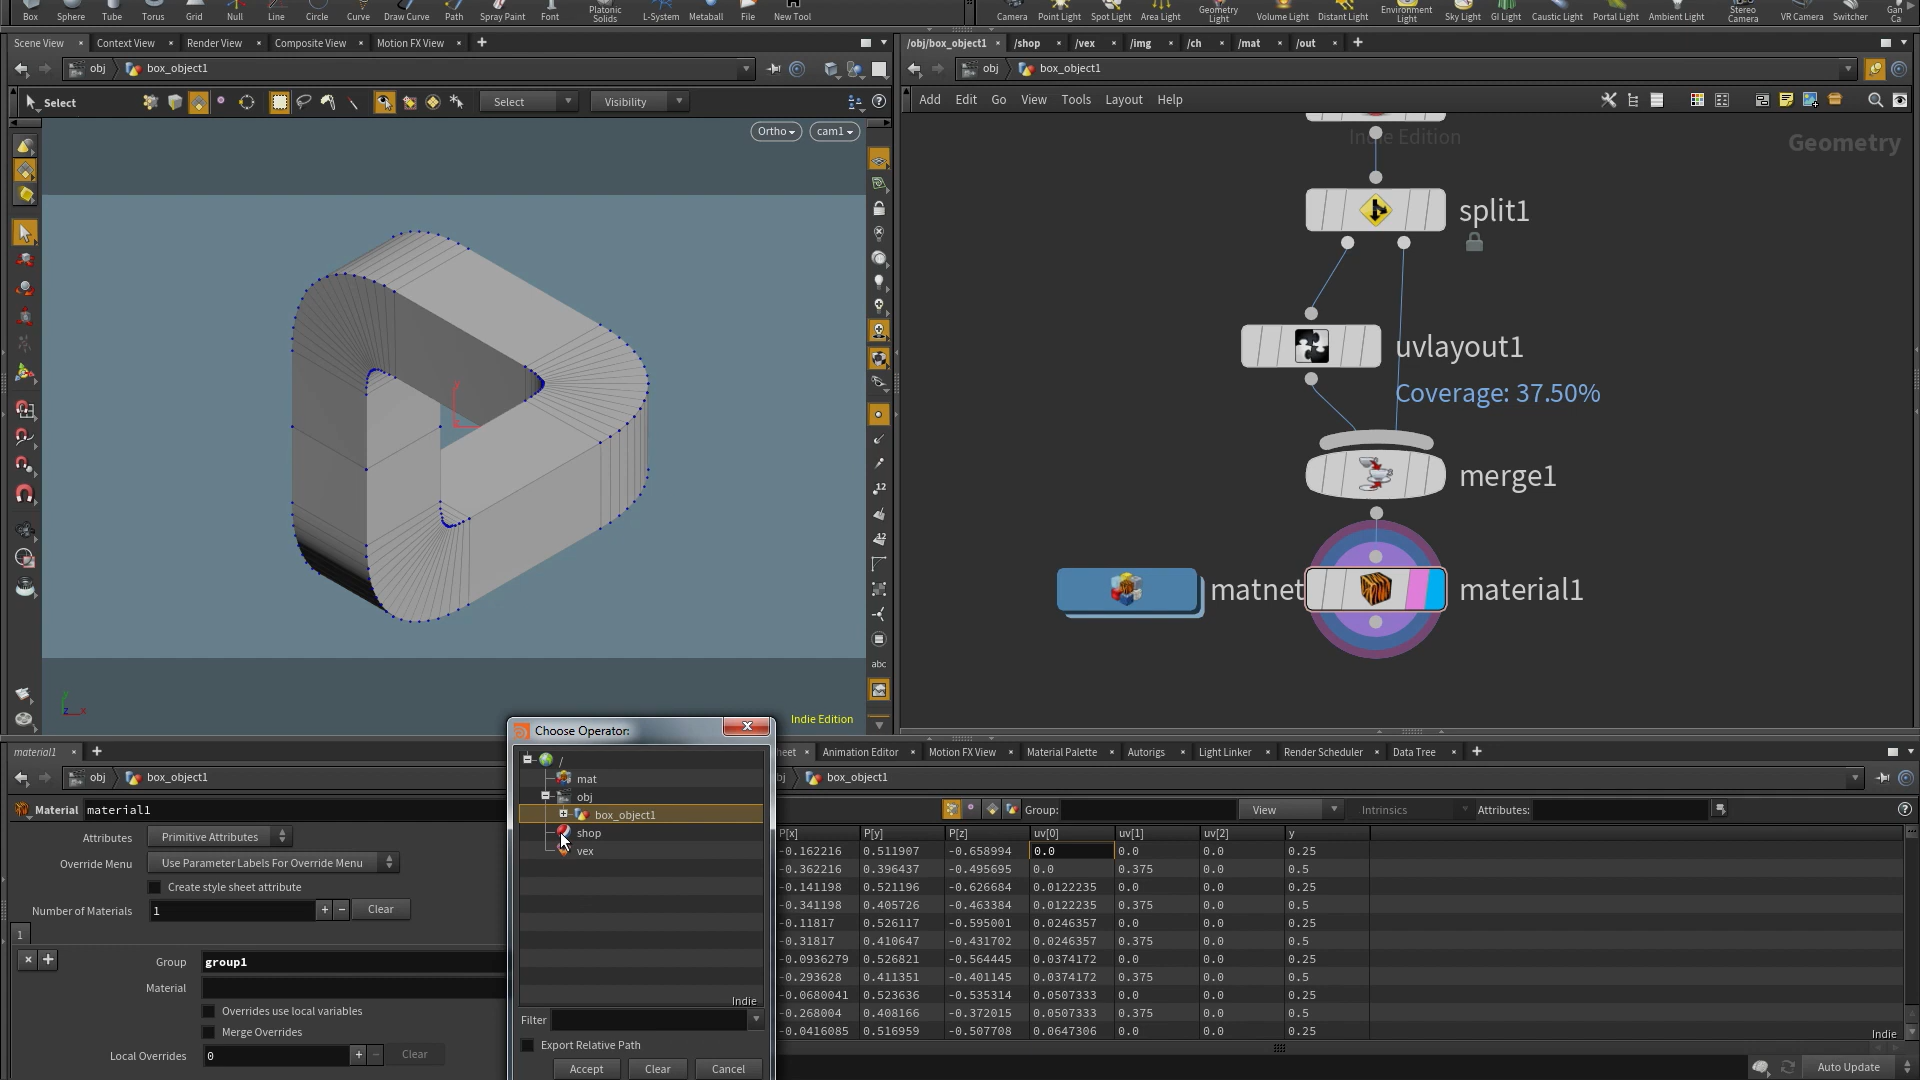 Box Sphere Tube Torus Grid Null Line Circle Curve Draw Curve Path Spray Paint Font Platonic Solids L-System Metaball File New Tool
Camera Point Light Spot Light Area Light Geometry Light Volume Light Distant Light Environment Light Sky Light GI Light Caustic Light Portal Light Ambient Light Stereo Camera VR Camera Switcher
Scene View Context View Render View Composite View Motion FX View
/obj/box_object1 /shop /vex /img /ch /mat /out
obj box_object1
obj box_object1
Select Select Visibility
Add Edit Go View Tools Layout Help
Ortho cam1
Indie Edition
Geometry
split1
uvlayout1
Coverage: 37.50%
merge1
matnet
material1
12
12
abc
y
z x
Indie Edition
Choose Operator:
/
mat
obj
box_object1
shop
vex
Indie
Filter
Export Relative Path
Accept Clear Cancel
material1
obj box_object1
Material material1
Attributes Primitive Attributes
Override Menu Use Parameter Labels For Override Menu
Create style sheet attribute
Number of Materials 1 + − Clear
1
Group group1
Material
Overrides use local variables
Merge Overrides
Local Overrides 0 + − Clear
heet Animation Editor Motion FX View Material Palette Autorigs Light Linker Render Scheduler Data Tree
bj box_object1
Group: View Intrinsics Attributes:
P[x] P[y] P[z] uv[0] uv[1] uv[2] y
-0.162216 0.511907 -0.658994 0.0 0.0 0.0 0.25
-0.362216 0.396437 -0.495695 0.0 0.375 0.0 0.5
-0.141198 0.521196 -0.626684 0.0122235 0.0 0.0 0.25
-0.341198 0.405726 -0.463384 0.0122235 0.375 0.0 0.5
-0.11817 0.526117 -0.595001 0.0246357 0.0 0.0 0.25
-0.31817 0.410647 -0.431702 0.0246357 0.375 0.0 0.5
-0.0936279 0.526821 -0.564445 0.0374172 0.0 0.0 0.25
-0.293628 0.411351 -0.401145 0.0374172 0.375 0.0 0.5
-0.0680041 0.523636 -0.535314 0.0507333 0.0 0.0 0.25
-0.268004 0.408166 -0.372015 0.0507333 0.375 0.0 0.5
-0.0416085 0.516959 -0.507708 0.0647306 0.0 0.0 0.25
Indie
Auto Update